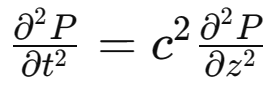 ∂²P/∂t² = c² ∂²P/∂z²